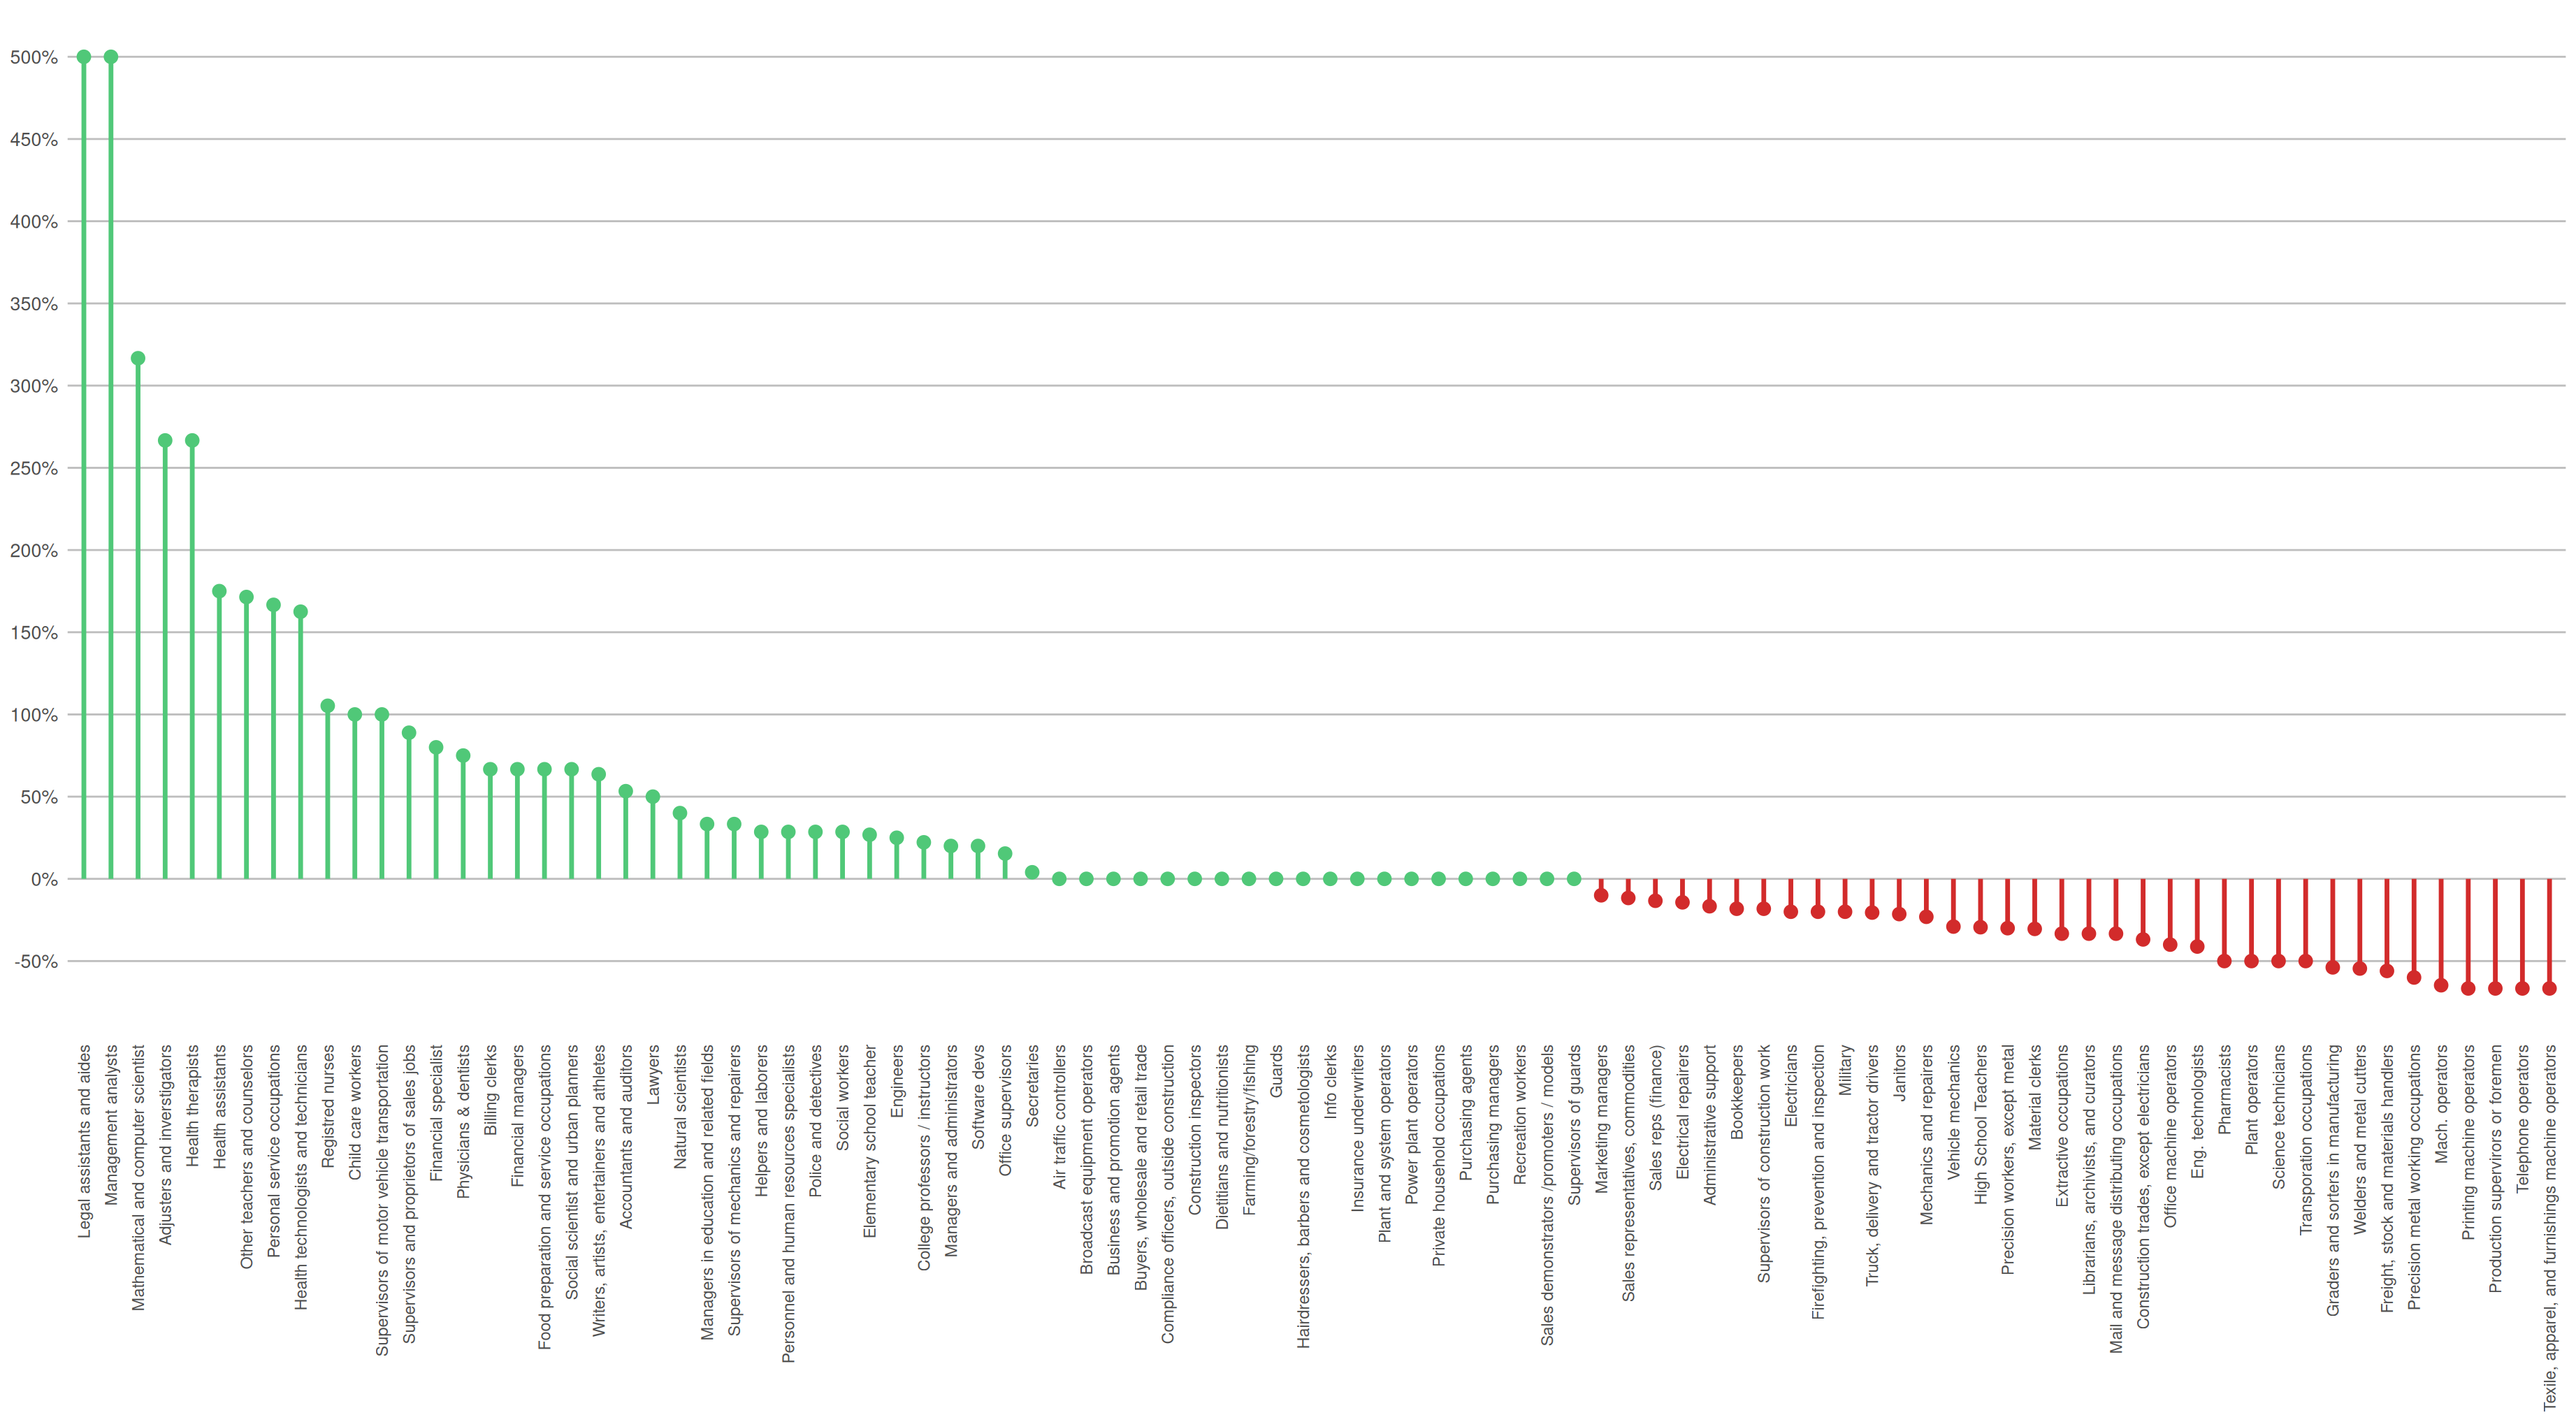 500%
450%
400%
350%
300%
250%
200%
150%
100%
50%
0%
-50%
Legal assistants and aides
Management analysts
Mathematical and computer scientist
Adjusters and inverstigators
Health therapists
Health assistants
Other teachers and counselors
Personal service occupations
Health technologists and technicians
Registred nurses
Child care workers
Supervisors of motor vehicle transportation
Supervisors and proprietors of sales jobs
Financial specialist
Physicians & dentists
Billing clerks
Financial managers
Food preparation and service occupations
Social scientist and urban planners
Writers, artists, entertainers and athletes
Accountants and auditors
Lawyers
Natural scientists
Managers in education and related fields
Supervisors of mechanics and repairers
Helpers and laborers
Personnel and human resources specialists
Police and detectives
Social workers
Elementary school teacher
Engineers
College professors / instructors
Managers and administrators
Software devs
Office supervisors
Secretaries
Air traffic controllers
Broadcast equipment operators
Business and promotion agents
Buyers, wholesale and retail trade
Compliance officers, outside construction
Construction inspectors
Dietitians and nutritionists
Farming/forestry/fishing
Guards
Hairdressers, barbers and cosmetologists
Info clerks
Insurance underwriters
Plant and system operators
Power plant operators
Private household occupations
Purchasing agents
Purchasing managers
Recreation workers
Sales demonstrators /promoters / models
Supervisors of guards
Marketing managers
Sales representatives, commodities
Sales reps (finance)
Electrical repairers
Administrative support
Bookkeepers
Supervisors of construction work
Electricians
Firefighting, prevention and inspection
Military
Truck, delivery and tractor drivers
Janitors
Mechanics and repairers
Vehicle mechanics
High School Teachers
Precision workers, except metal
Material clerks
Extractive occupations
Librarians, archivists, and curators
Mail and message distributing occupations
Construction trades, except electricians
Office machine operators
Eng. technologists
Pharmacists
Plant operators
Science technicians
Transporation occupations
Graders and sorters in manufacturing
Welders and metal cutters
Freight, stock and materials handlers
Precision metal working occupations
Mach. operators
Printing machine operators
Production supervirors or foremen
Telephone operators
Texile, apparel, and furnishings machine operators